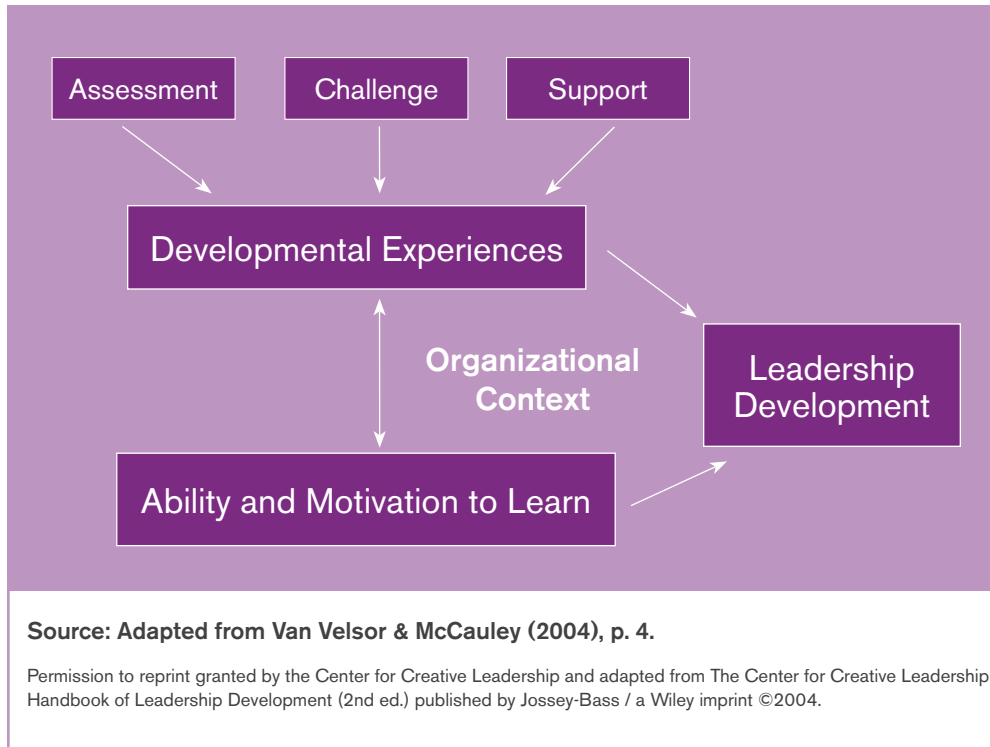 Assessment
Challenge
Support
Developmental Experiences
Organizational
Context
Leadership
Development
Ability and Motivation to Learn
Source: Adapted from Van Velsor & McCauley (2004), p. 4.
Permission to reprint granted by the Center for Creative Leadership and adapted from The Center for Creative Leadership
Handbook of Leadership Development (2nd ed.) published by Jossey-Bass / a Wiley imprint ©2004.